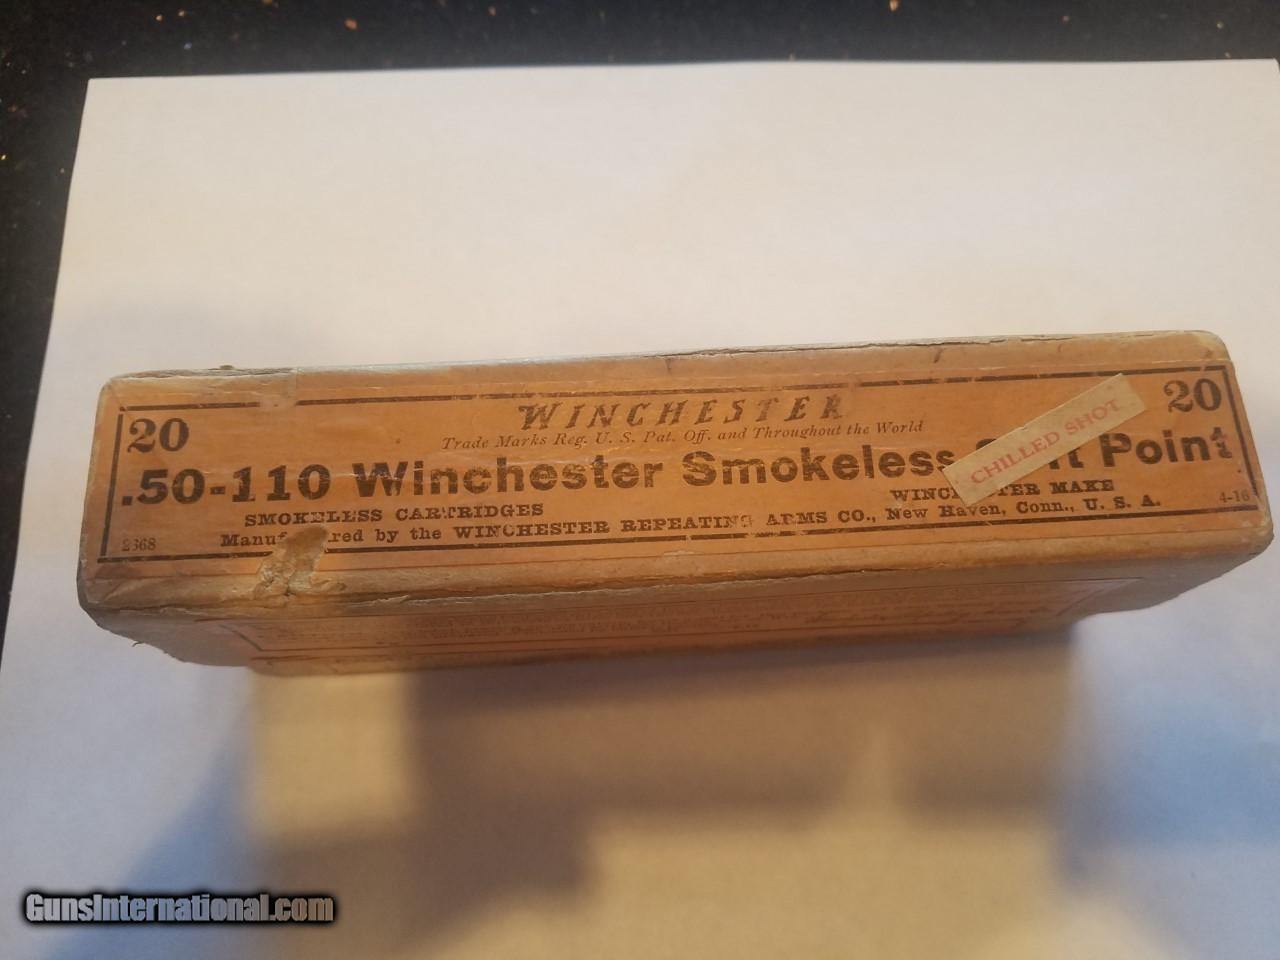 20 WINCHESTER 20
Trade Marks Reg. U. S. Pat. Off. and Throughout the World
CHILLED SHOT
.50-110 Winchester Smokeless Point
SMOKELESS CARTRIDGES WINCHESTER MAKE
2368 Manufactured by the WINCHESTER REPEATING ARMS CO., New Haven, Conn., U. S. A. 4-16
GunsInternational.com